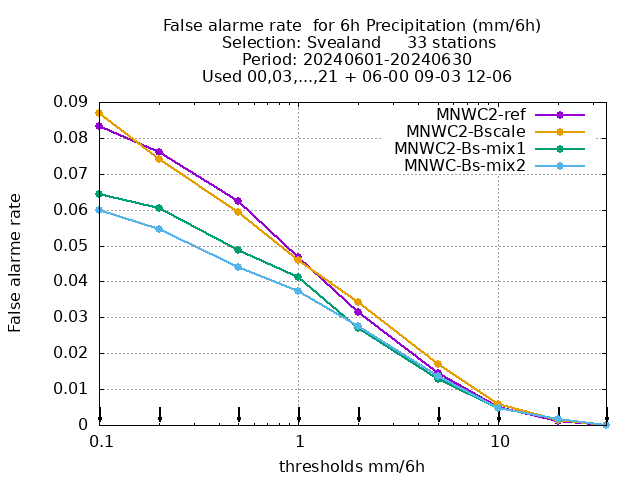 False alarme rate  for 6h Precipitation (mm/6h)
Selection: Svealand     33 stations
Period: 20240601-20240630
Used 00,03,...,21 + 06-00 09-03 12-06
MNWC2-ref
MNWC2-Bscale
MNWC2-Bs-mix1
MNWC-Bs-mix2
False alarme rate
0.09
0.08
0.07
0.06
0.05
0.04
0.03
0.02
0.01
0
0.1 1 10
thresholds mm/6h